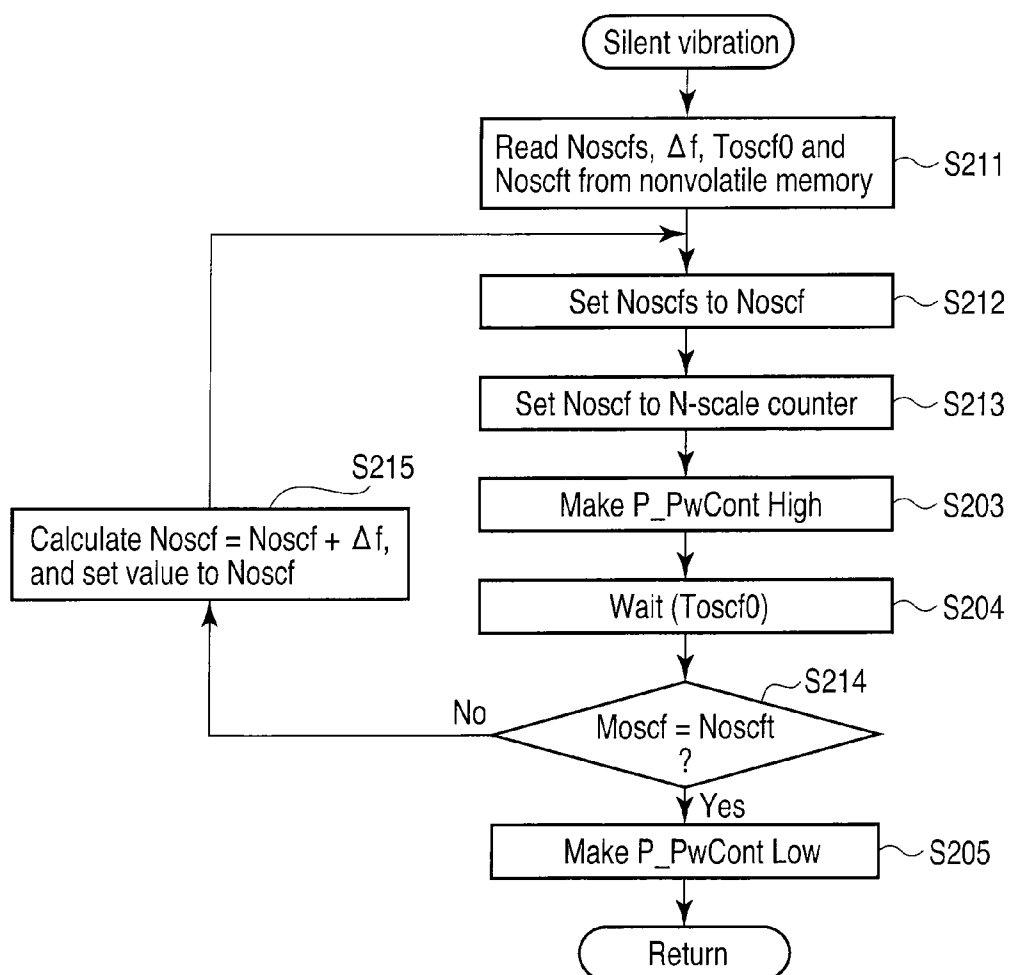 Silent vibration
Read Noscfs, Δf, Toscf0 and
Noscft from nonvolatile memory
S211
Set Noscfs to Noscf
S212
Set Noscf to N-scale counter
S213
S215
Make P_PwCont High
S203
Calculate Noscf = Noscf + Δf,
and set value to Noscf
Wait (Toscf0)
S204
S214
No
Moscf = Noscft
?
Yes
Make P_PwCont Low
S205
Return